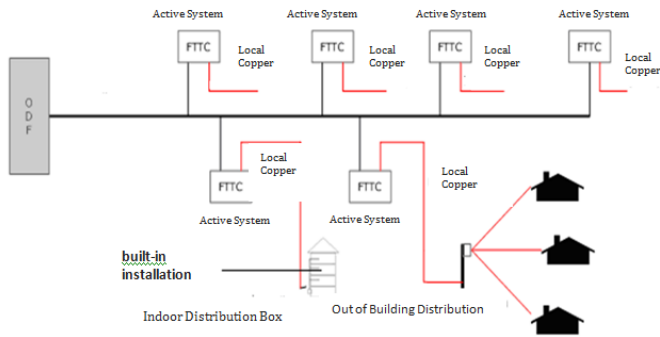 Active System
Active System
Active System
Active System
FTTC
FTTC
FTTC
FTTC
Local
Copper
Local
Copper
Local
Copper
Local
Copper
O
D
F
FTTC
Local
Copper
FTTC
Local
Copper
Active System
Active System
built-in
installation
Indoor Distribution Box
Out of Building Distribution